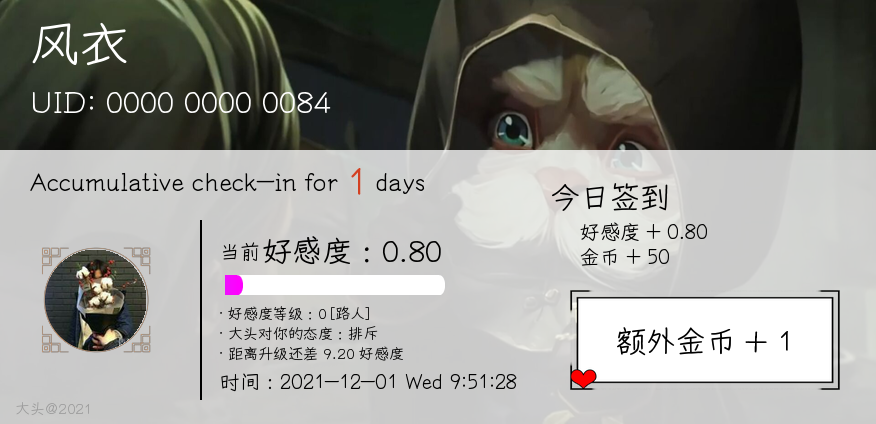 风衣
UID: 0000 0000 0084
Accumulative check-in for 1 days
今日签到
好感度 + 0.80
金币 + 50
当前好感度：0.80
· 好感度等级：0 [路人]
· 大头对你的态度：排斥
· 距离升级还差 9.20 好感度
时间：2021-12-01 Wed 9:51:28
额外金币 + 1
大头@2021